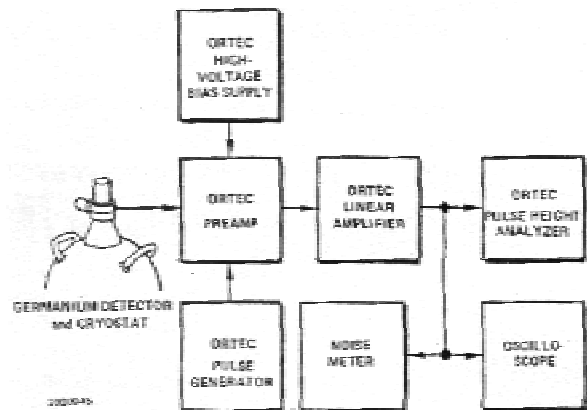 ORTEC
HIGH-
VOLTAGE
BIAS SUPPLY
ORTEC
PREAMP
ORTEC
LINEAR
AMPLIFIER
ORTEC
PULSE HEIGHT
ANALYZER
GERMANIUM DETECTOR
and CRYOSTAT
ORTEC
PULSE
GENERATOR
NOISE
METER
OSCILLO-
SCOPE